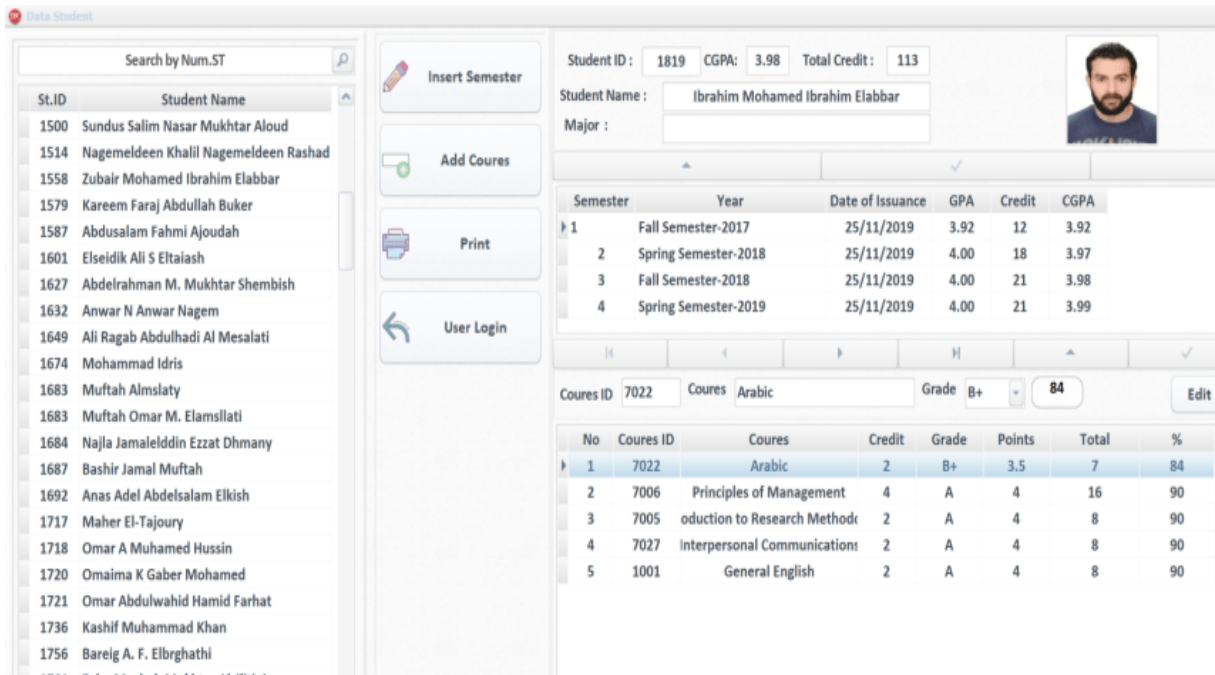 Data Student
Search by Num.ST
St.ID Student Name
1500 Sundus Salim Nasar Mukhtar Aloud
1514 Nagemeldeen Khalil Nagemeldeen Rashad
1558 Zubair Mohamed Ibrahim Elabbar
1579 Kareem Faraj Abdullah Buker
1587 Abdusalam Fahmi Ajoudah
1601 Elseidik Ali S Eltaiash
1627 Abdelrahman M. Mukhtar Shembish
1632 Anwar N Anwar Nagem
1649 Ali Ragab Abdulhadi Al Mesalati
1674 Mohammad Idris
1683 Muftah Almslaty
1683 Muftah Omar M. Elamsllati
1684 Najla Jamalelddin Ezzat Dhmany
1687 Bashir Jamal Muftah
1692 Anas Adel Abdelsalam Elkish
1717 Maher El-Tajoury
1718 Omar A Muhamed Hussin
1720 Omaima K Gaber Mohamed
1721 Omar Abdulwahid Hamid Farhat
1736 Kashif Muhammad Khan
1756 Bareig A. F. Elbrghathi
Insert Semester
Add Coures
Print
User Login
Student ID : 1819 CGPA: 3.98 Total Credit : 113
Student Name : Ibrahim Mohamed Ibrahim Elabbar
Major :
Semester Year Date of Issuance GPA Credit CGPA
1 Fall Semester-2017 25/11/2019 3.92 12 3.92
2 Spring Semester-2018 25/11/2019 4.00 18 3.97
3 Fall Semester-2018 25/11/2019 4.00 21 3.98
4 Spring Semester-2019 25/11/2019 4.00 21 3.99
Coures ID 7022 Coures Arabic Grade B+ 84 Edit
No Coures ID Coures Credit Grade Points Total %
1 7022 Arabic 2 B+ 3.5 7 84
2 7006 Principles of Management 4 A 4 16 90
3 7005 oduction to Research Methodo 2 A 4 8 90
4 7027 Interpersonal Communications 2 A 4 8 90
5 1001 General English 2 A 4 8 90